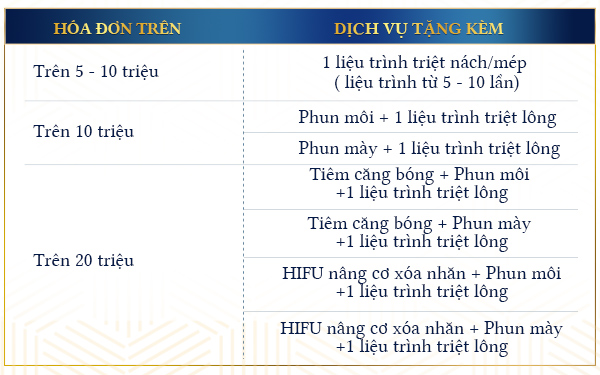 HÓA ĐƠN TRÊN
DỊCH VỤ TẶNG KÈM
Trên 5 - 10 triệu
1 liệu trình triệt nách/mép
( liệu trình từ 5 - 10 lần)
Trên 10 triệu
Phun môi + 1 liệu trình triệt lông
Phun mày + 1 liệu trình triệt lông
Trên 20 triệu
Tiêm căng bóng + Phun môi
+1 liệu trình triệt lông
Tiêm căng bóng + Phun mày
+1 liệu trình triệt lông
HIFU nâng cơ xóa nhăn + Phun môi
+1 liệu trình triệt lông
HIFU nâng cơ xóa nhăn + Phun mày
+1 liệu trình triệt lông